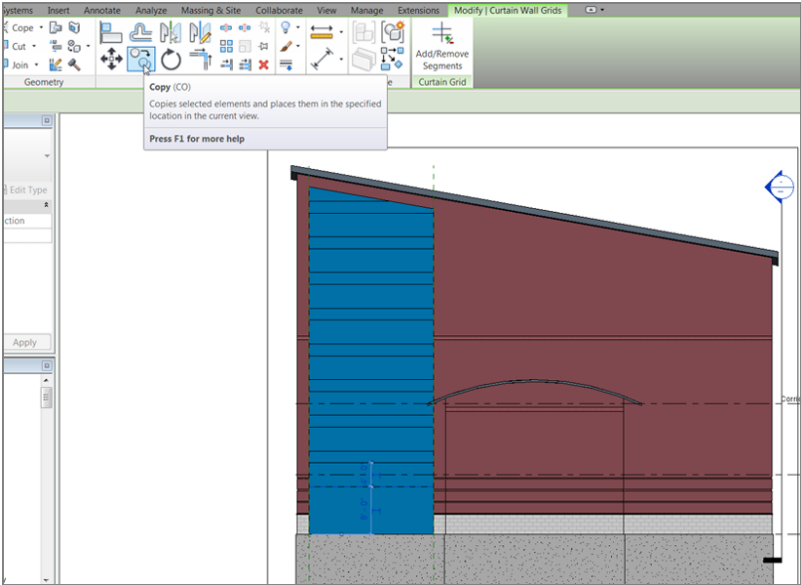 Systems Insert Annotate Analyze Massing & Site Collaborate View Manage Extensions Modify | Curtain Wall Grids
Cope
Cut
Join
Add/Remove
Segments
Geometry
Curtain Grid
Copy (CO)
Copies selected elements and places them in the specified
location in the current view.
Press F1 for more help
Edit Type
ction
Apply
Corri